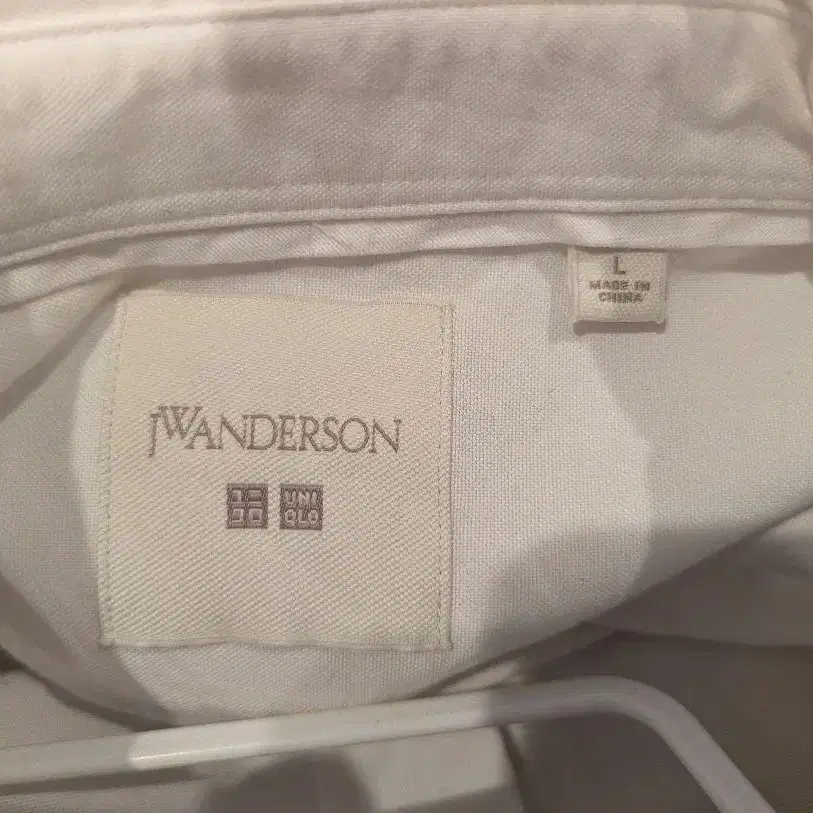 L
MADE IN
CHINA
JWANDERSON
ユニ UNI
クロ QLO